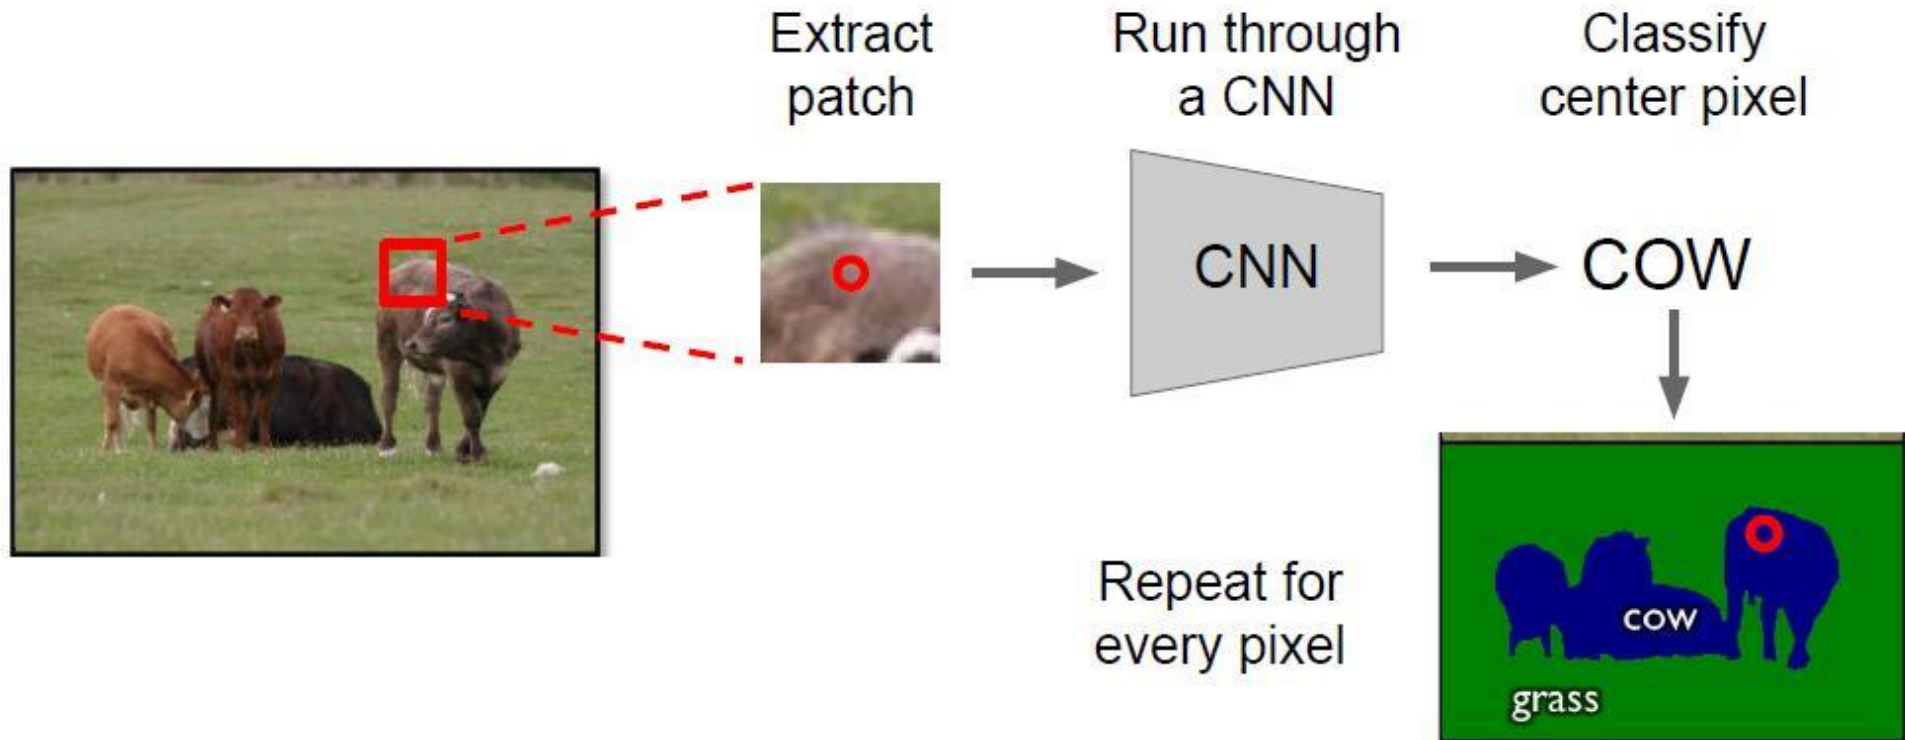 Extract
patch
Run through
a CNN
Classify
center pixel
CNN
COW
Repeat for
every pixel
cow
grass